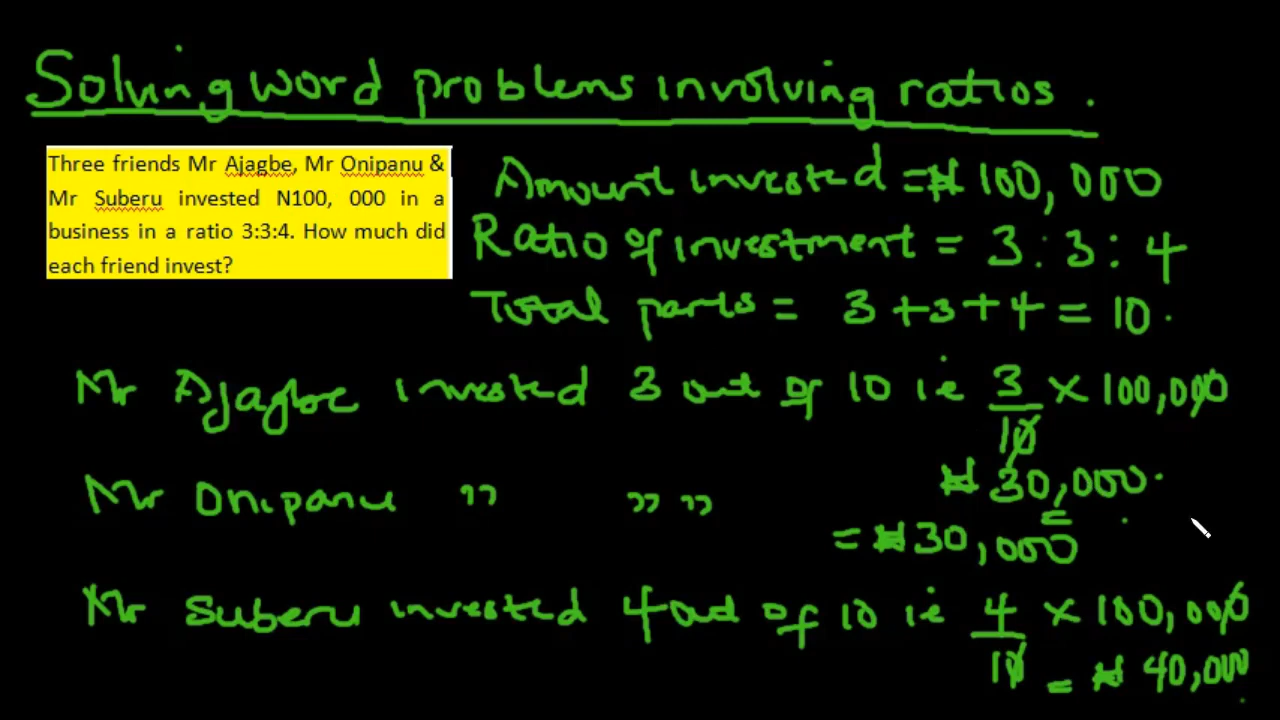 Solving word problems involving ratios.
Three friends Mr Ajagbe, Mr Onipanu &
Mr Suberu invested N100, 000 in a
business in a ratio 3:3:4. How much did
each friend invest?
Amount invested = ₦ 100, 000
Ratio of investment = 3 : 3 : 4
Total parts = 3 + 3 + 4 = 10.
Mr Ajagbe invested 3 out of 10 ie 3/10 × 100,000
₦ 30,000.
Mr Onipanu " " "
= ₦30,000
Mr Suberu invested 4 out of 10 ie 4/10 × 100,000
= ₦ 40,000